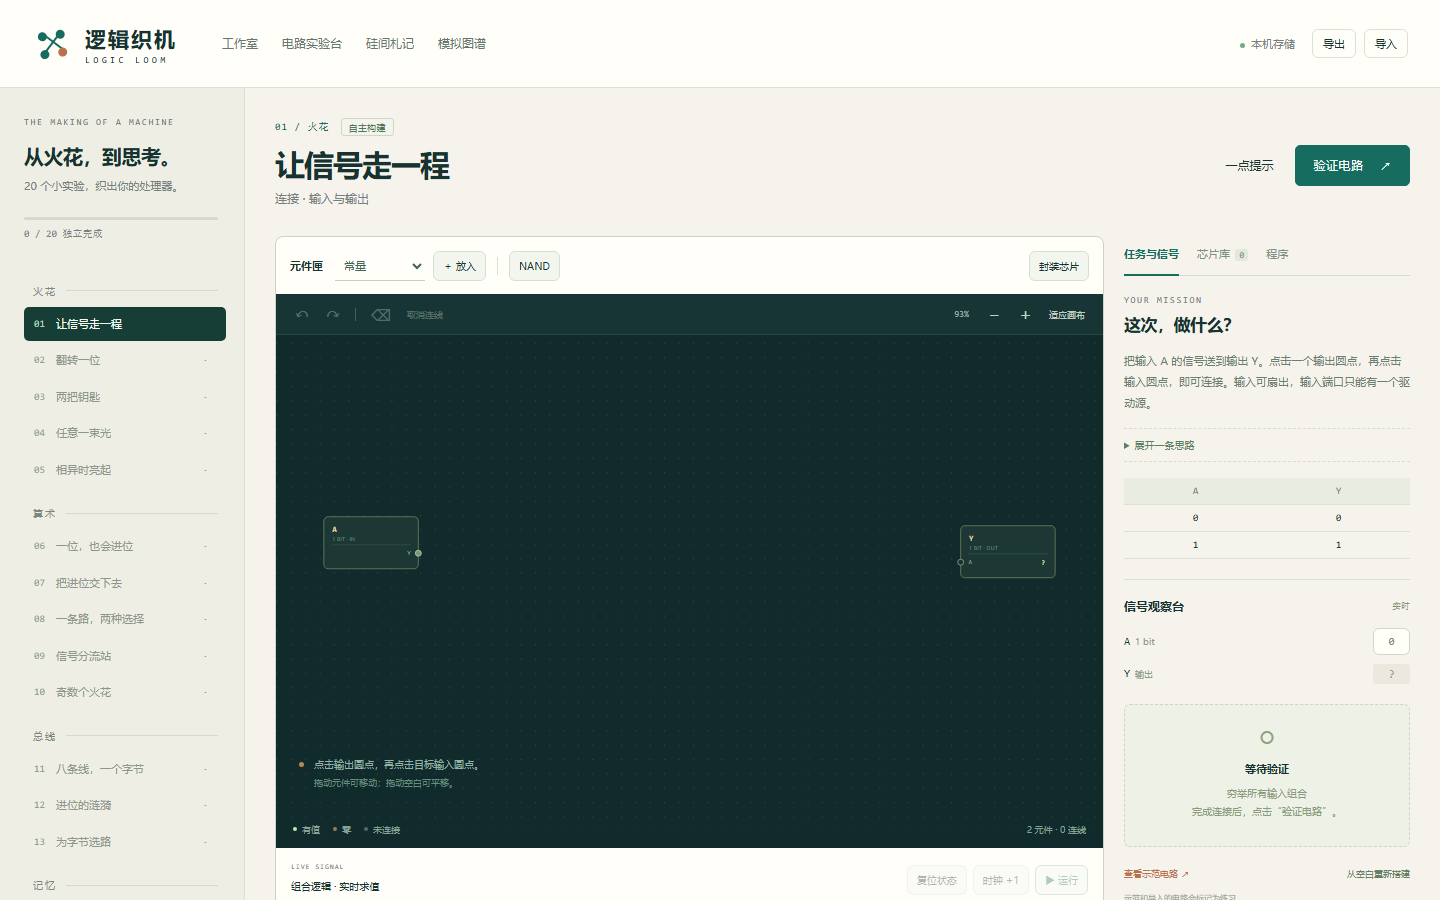 逻辑织机
LOGIC LOOM
工作室
电路实验台
硅间札记
模拟图谱
本机存储
导出
导入
THE MAKING OF A MACHINE
从火花，到思考。
20 个小实验，织出你的处理器。
0 / 20 独立完成
火花
01 让信号走一程
02 翻转一位 -
03 两把钥匙 -
04 任意一束光 -
05 相异时亮起 -
算术
06 一位，也会进位 -
07 把进位交下去 -
08 一条路，两种选择 -
09 信号分流站 -
10 奇数个火花 -
总线
11 八条线，一个字节 -
12 进位的涟漪 -
13 为字节选路 -
记忆
01 / 火花
自主构建
让信号走一程
连接 · 输入与输出
一点提示
验证电路 ↗
元件匣
常量
+ 放入
NAND
封装芯片
取消连线
93%
− +
适应画布
A
1 BIT · IN
Y
Y
1 BIT · OUT
A ?
点击输出圆点，再点击目标输入圆点。
拖动元件可移动；拖动空白可平移。
有值
零
未连接
2 元件 · 0 连线
LIVE SIGNAL
组合逻辑 · 实时求值
复位状态
时钟 +1
▶ 运行
任务与信号
芯片库 0
程序
YOUR MISSION
这次，做什么？
把输入 A 的信号送到输出 Y。点击一个输出圆点，再点击
输入圆点，即可连接。输入可扇出，输入端口只能有一个驱
动源。
▶ 展开一条思路
A Y
0 0
1 1
信号观察台
实时
A 1 bit 0
Y 输出 ?
等待验证
穷举所有输入组合
完成连接后，点击“验证电路”。
查看示范电路 ↗
从空白重新搭建
示范和导入的电路会标记为练习